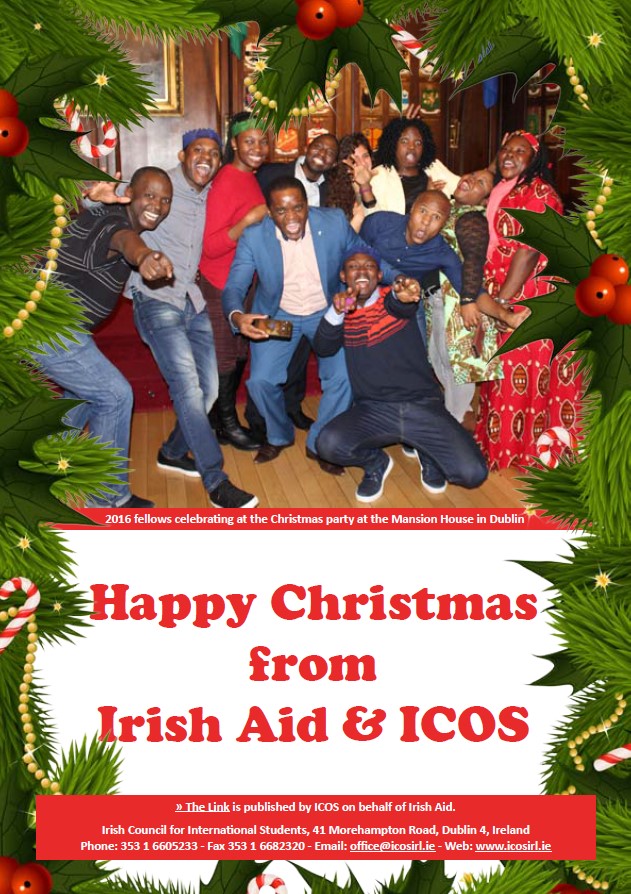 2016 fellows celebrating at the Christmas party at the Mansion House in Dublin
Happy Christmas
from
Irish Aid & ICOS
» The Link is published by ICOS on behalf of Irish Aid.
Irish Council for International Students, 41 Morehampton Road, Dublin 4, Ireland
Phone: 353 1 6605233 - Fax 353 1 6682320 - Email: office@icosirl.ie - Web: www.icosirl.ie